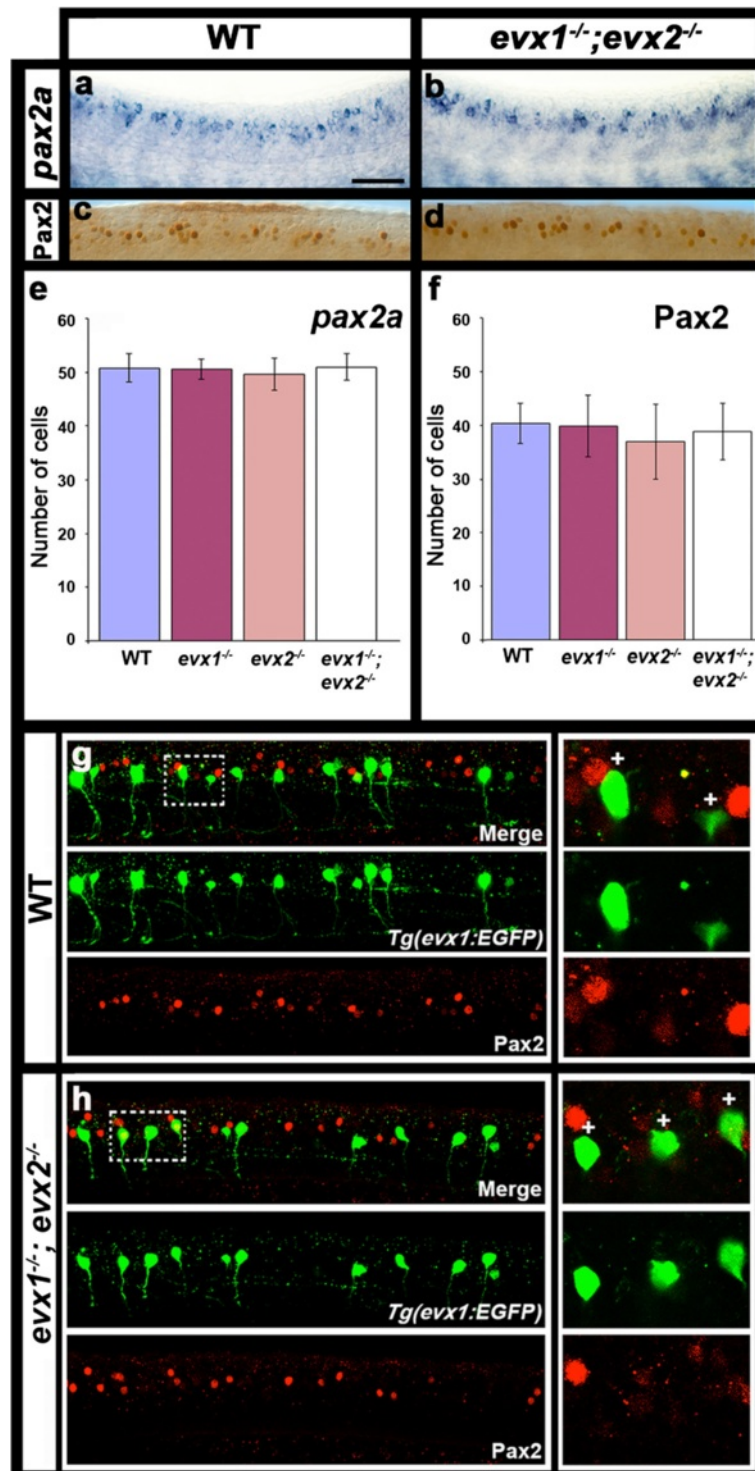 WT
evx1-/-;evx2-/-
pax2a
a
b
Pax2
c
d
e
pax2a
60
50
40
30
20
10
0
Number of cells
WT
evx1-/-
evx2-/-
evx1-/-;
evx2-/-
f
Pax2
60
50
40
30
20
10
0
Number of cells
WT
evx1-/-
evx2-/-
evx1-/-;
evx2-/-
WT
g
Merge
+
+
Tg(evx1:EGFP)
Pax2
evx1-/-; evx2-/-
h
Merge
+
+
+
Tg(evx1:EGFP)
Pax2